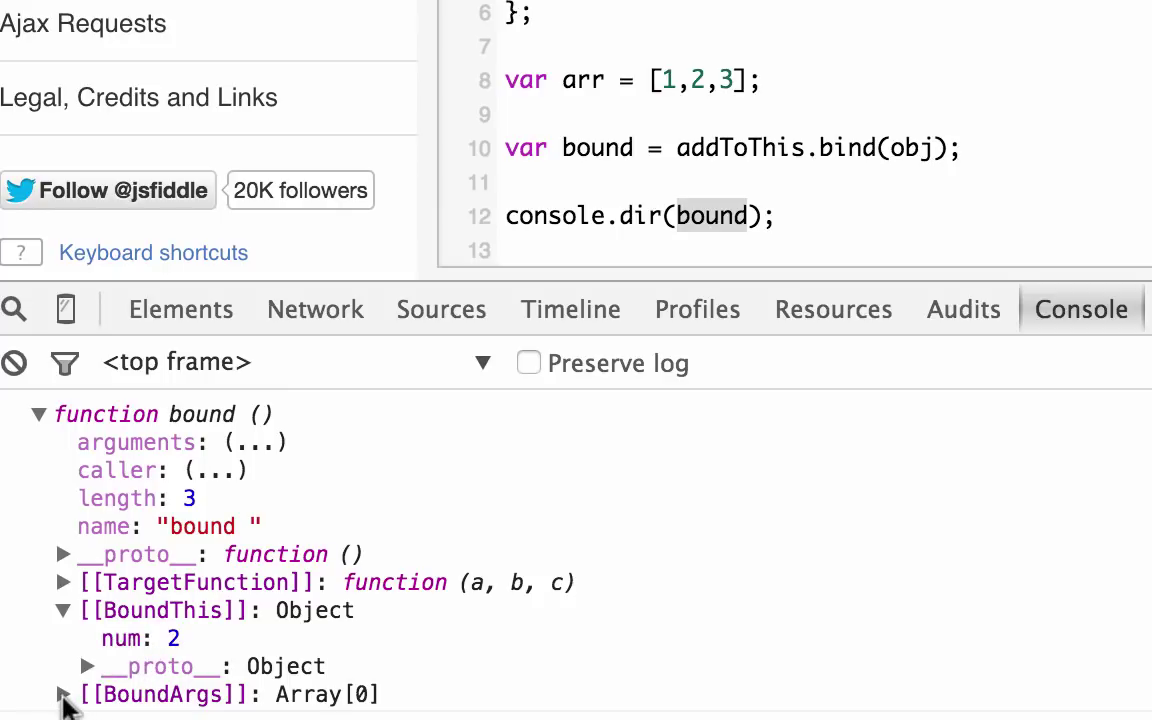 Ajax Requests
Legal, Credits and Links
Follow @jsfiddle 20K followers
? Keyboard shortcuts
6 };
7
8 var arr = [1,2,3];
9
10 var bound = addToThis.bind(obj);
11
12 console.dir(bound);
13
Elements Network Sources Timeline Profiles Resources Audits Console
<top frame> ▼ Preserve log
▼ function bound ()
arguments: (...)
caller: (...)
length: 3
name: "bound "
▶ __proto__: function ()
▶ [[TargetFunction]]: function (a, b, c)
▼ [[BoundThis]]: Object
num: 2
▶ __proto__: Object
▶ [[BoundArgs]]: Array[0]